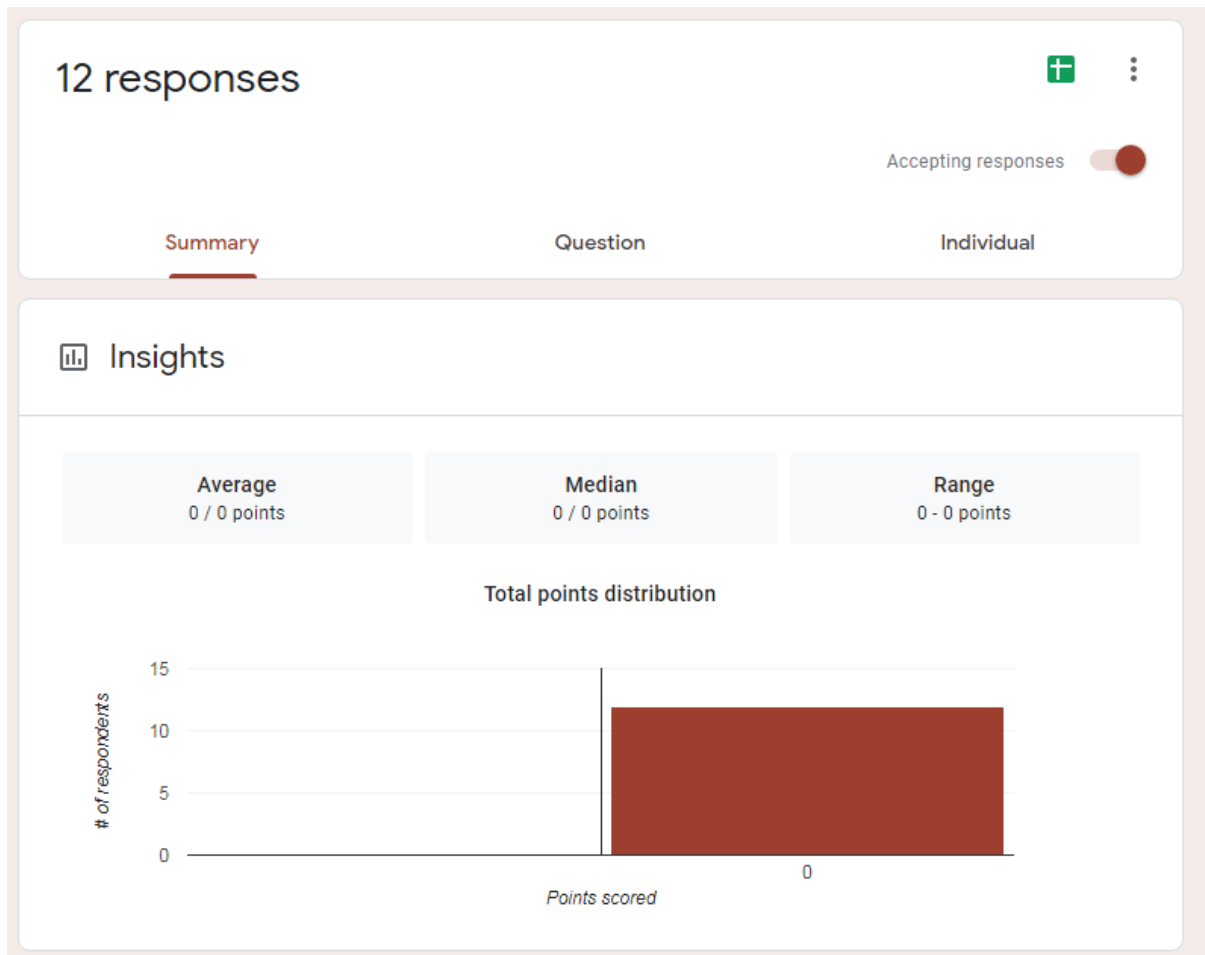 12 responses
Accepting responses
Summary
Question
Individual
Insights
Average
0 / 0 points
Median
0 / 0 points
Range
0 - 0 points
Total points distribution
# of respondents
15
10
5
0
0
Points scored